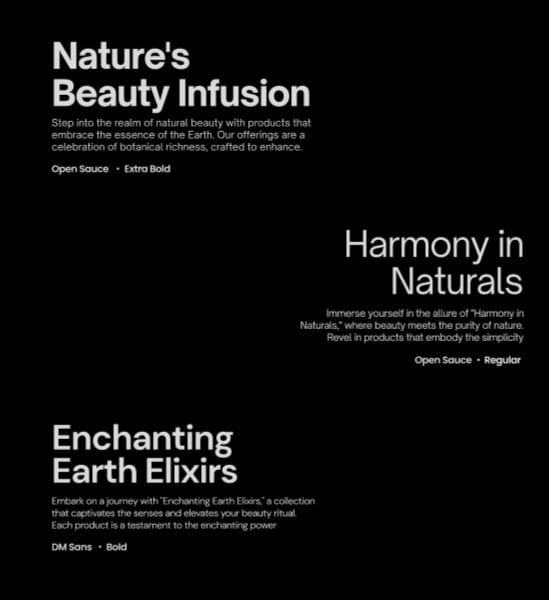 Nature's
Beauty Infusion
Step into the realm of natural beauty with products that
embrace the essence of the Earth. Our offerings are a
celebration of botanical richness, crafted to enhance.
Open Sauce • Extra Bold
Harmony in
Naturals
Immerse yourself in the allure of "Harmony in
Naturals," where beauty meets the purity of nature.
Revel in products that embody the simplicity
Open Sauce • Regular
Enchanting
Earth Elixirs
Embark on a journey with "Enchanting Earth Elixirs," a collection
that captivates the senses and elevates your beauty ritual.
Each product is a testament to the enchanting power
DM Sans • Bold